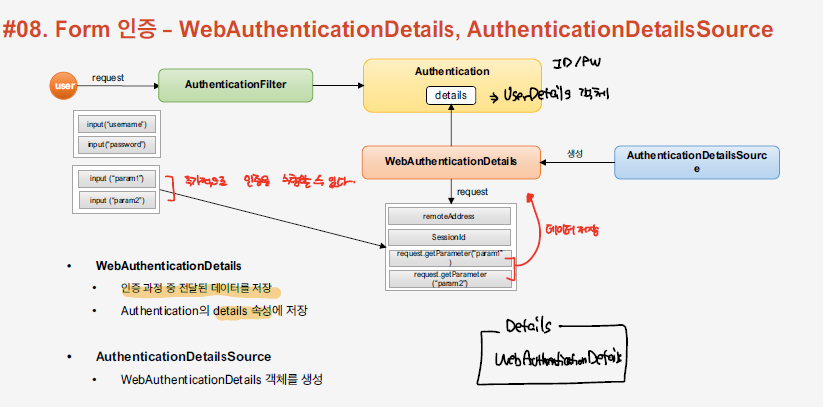 #08. Form 인증 – WebAuthenticationDetails, AuthenticationDetailsSource
user
request
AuthenticationFilter
Authentication
details
ID/PW
→ UserDetails 객체
input("username")
input("password")
input ("param1")
input ("param2")
추가적으로 인증을 수행할 수 있다.
WebAuthenticationDetails
생성
AuthenticationDetailsSourc
e
request
remoteAddress
SessionId
request.getParameter("param1"
)
request.getParameter
("param2")
데이터 저장
• WebAuthenticationDetails
• 인증 과정 중 전달된 데이터를 저장
• Authentication의 details 속성에 저장
• AuthenticationDetailsSource
• WebAuthenticationDetails 객체를 생성
Details
WebAuthenticationDetails